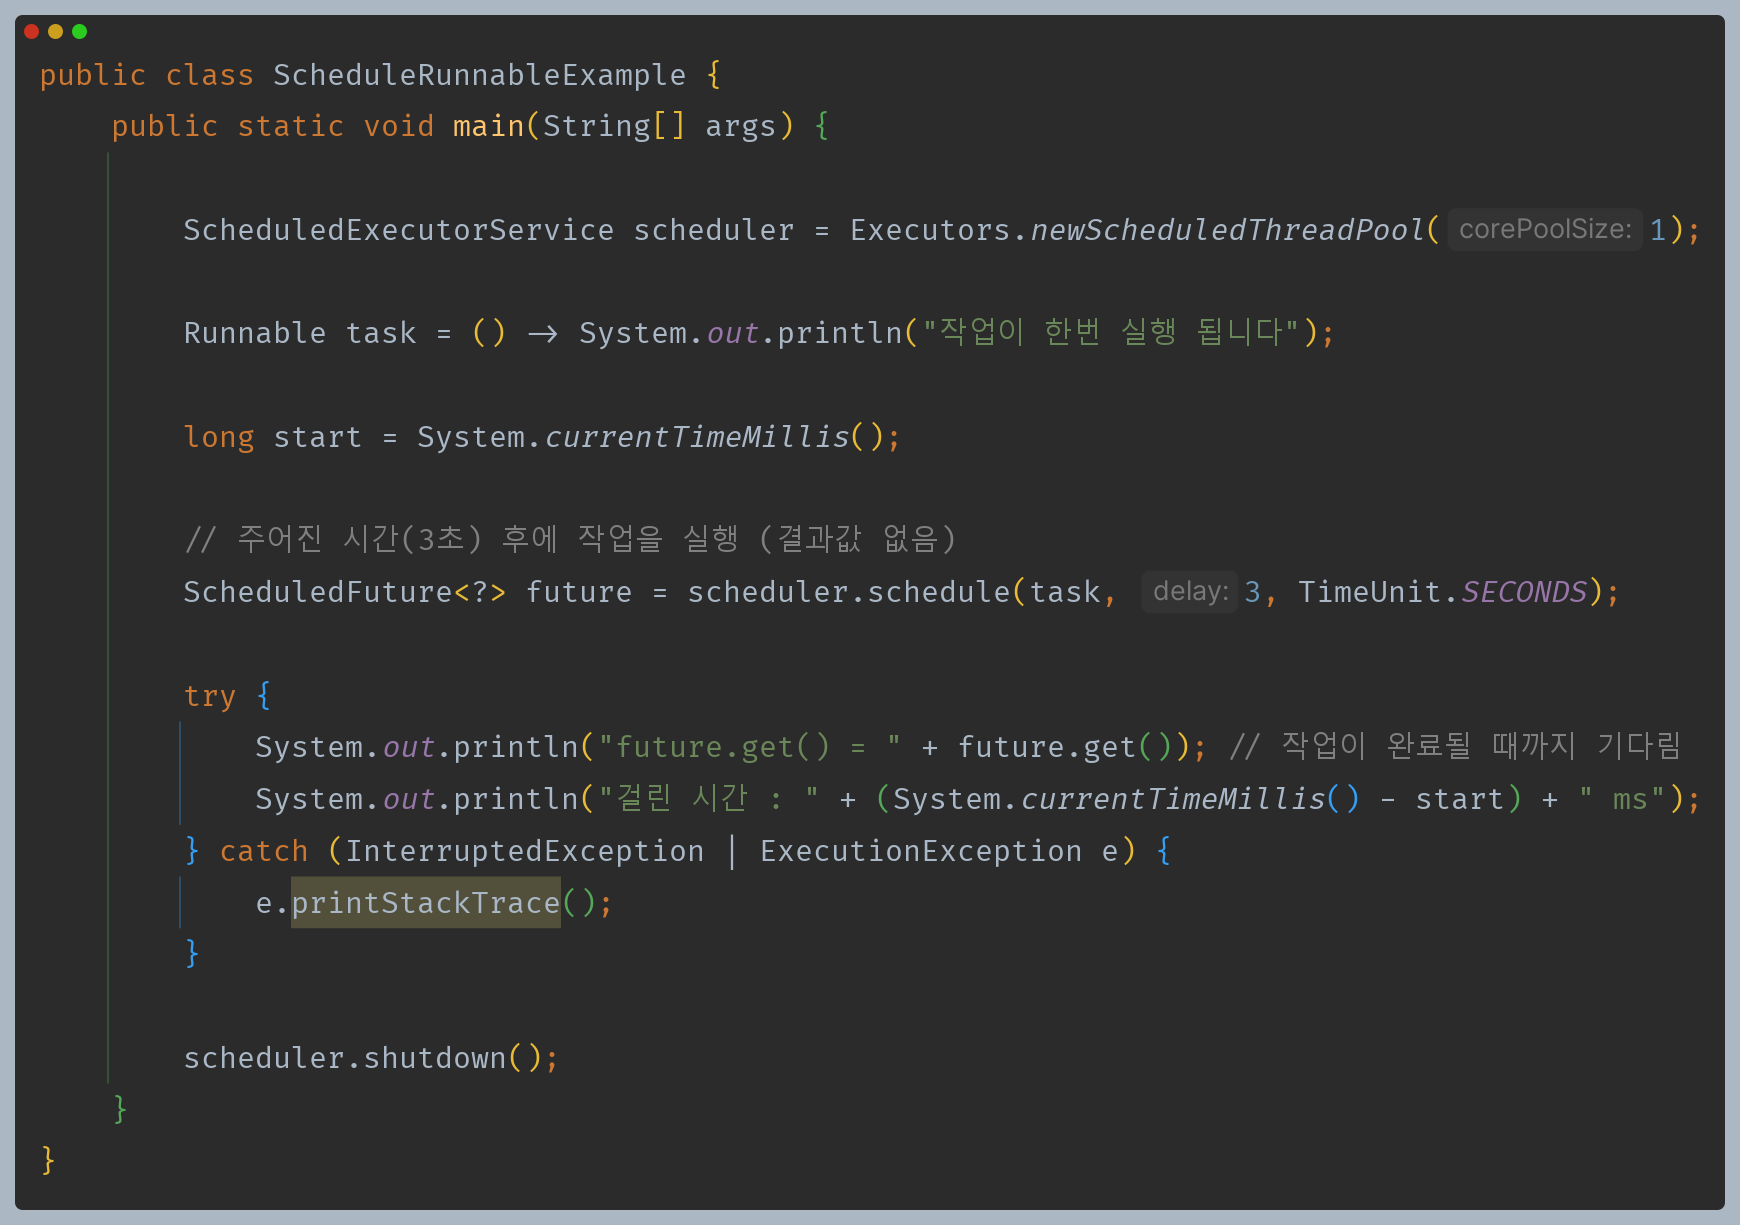 public class ScheduleRunnableExample {
public static void main(String[] args) {
ScheduledExecutorService scheduler = Executors.newScheduledThreadPool( corePoolSize: 1);
Runnable task = () -> System.out.println("작업이 한번 실행 됩니다");
long start = System.currentTimeMillis();
// 주어진 시간(3초) 후에 작업을 실행 (결과값 없음)
ScheduledFuture<?> future = scheduler.schedule(task, delay: 3, TimeUnit.SECONDS);
try {
System.out.println("future.get() = " + future.get()); // 작업이 완료될 때까지 기다림
System.out.println("걸린 시간 : " + (System.currentTimeMillis() - start) + " ms");
} catch (InterruptedException | ExecutionException e) {
e.printStackTrace();
}
scheduler.shutdown();
}
}